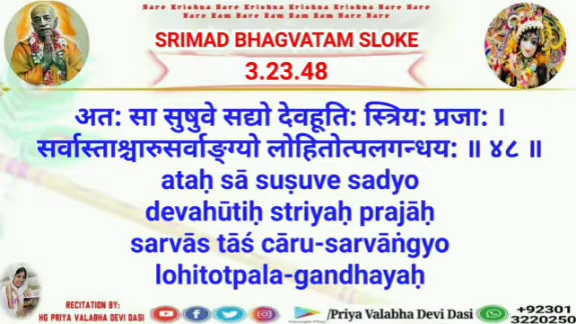 Hare Krishna Hare Krishna Krishna Krishna Hare Hare
Hare Ram Hare Ram Ram Ram Hare Hare
SRIMAD BHAGVATAM SLOKE
3.23.48
अत: सा सुषुवे सद्यो देवहूति: स्त्रिय: प्रजा: ।
सर्वास्ताश्चारुसर्वाङ्ग्यो लोहितोत्पलगन्धय: ॥ ४८ ॥
ataḥ sā suṣuve sadyo
devahūtiḥ striyaḥ prajāḥ
sarvās tāś cāru-sarvāṅgyo
lohitotpala-gandhayaḥ
RECITATION BY:
HG PRIYA VALABHA DEVI DASI
/Priya Valabha Devi Dasi
+92301
3220250